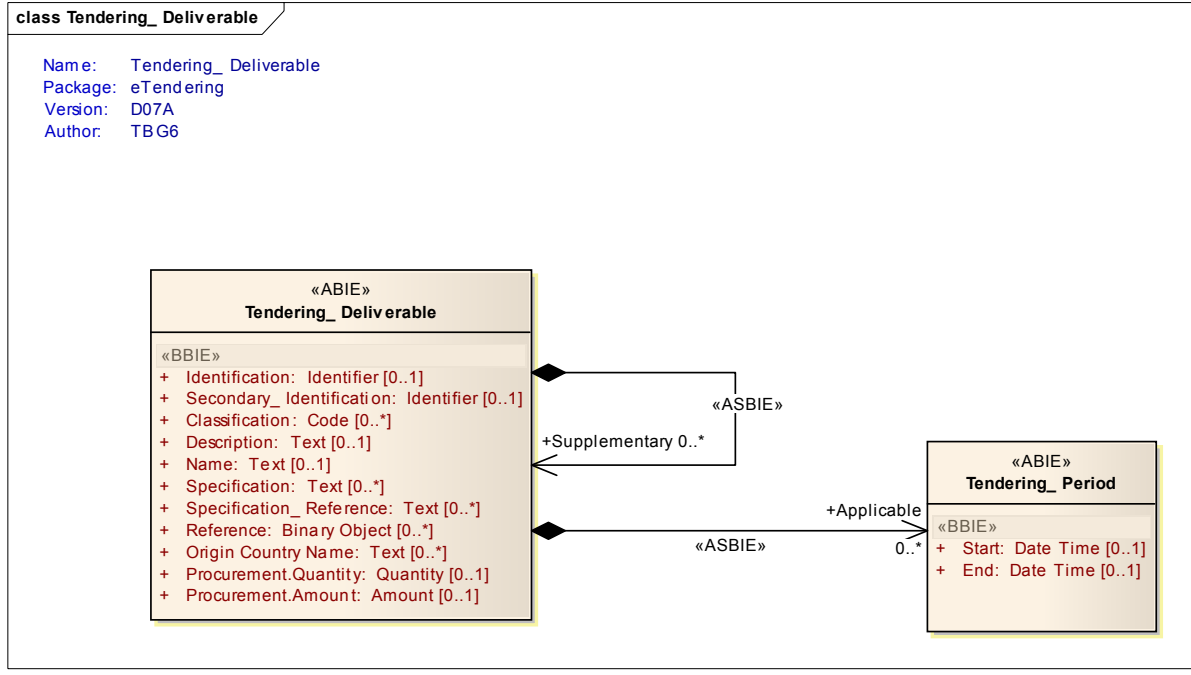 class Tendering_ Deliverable
Name: Tendering_ Deliverable
Package: eTendering
Version: D07A
Author: TBG6
«ABIE»
Tendering_ Deliverable
«BBIE»
+ Identification: Identifier [0..1]
+ Secondary_ Identification: Identifier [0..1]
+ Classification: Code [0..*]
+ Description: Text [0..1]
+ Name: Text [0..1]
+ Specification: Text [0..*]
+ Specification_ Reference: Text [0..*]
+ Reference: Binary Object [0..*]
+ Origin Country Name: Text [0..*]
+ Procurement.Quantity: Quantity [0..1]
+ Procurement.Amount: Amount [0..1]
«ASBIE»
+Supplementary 0..*
+Applicable
«ASBIE»
0..*
«ABIE»
Tendering_ Period
«BBIE»
+ Start: Date Time [0..1]
+ End: Date Time [0..1]